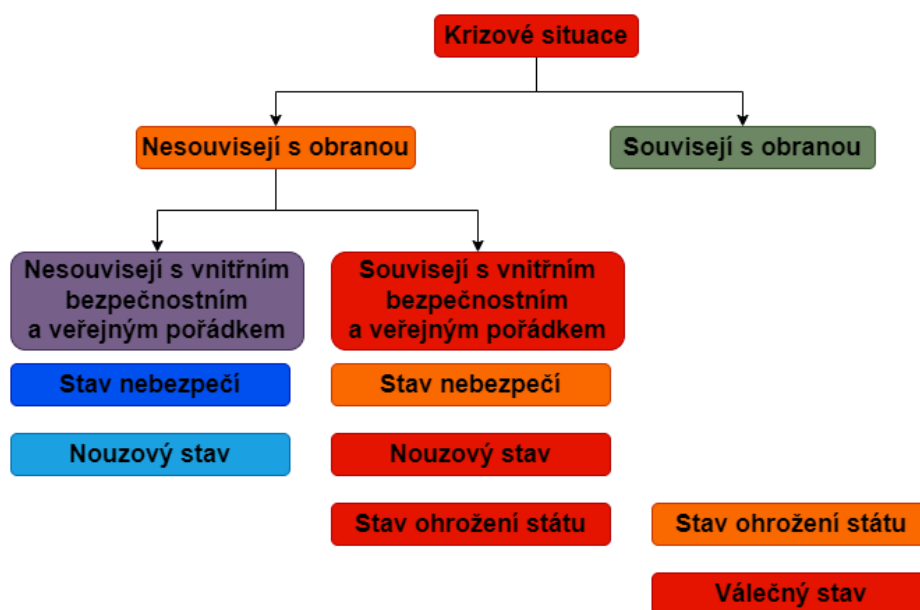 Krizové situace
Nesouvisejí s obranou
Souvisejí s obranou
Nesouvisejí s vnitřním
bezpečnostním
a veřejným pořádkem
Souvisejí s vnitřním
bezpečnostním
a veřejným pořádkem
Stav nebezpečí
Stav nebezpečí
Nouzový stav
Nouzový stav
Stav ohrožení státu
Stav ohrožení státu
Válečný stav